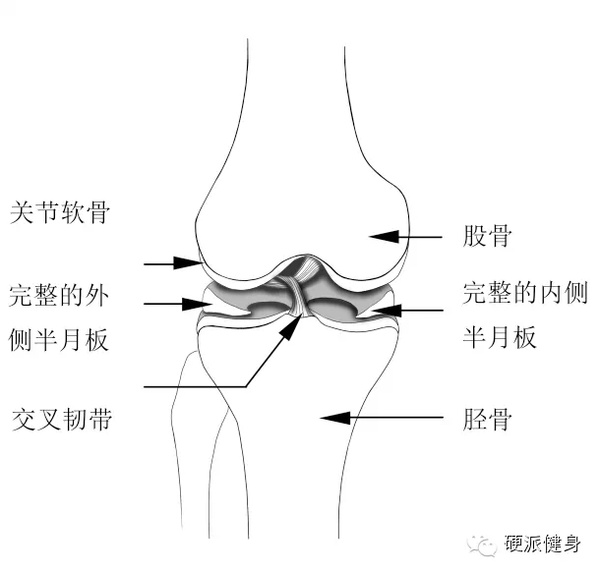 关节软骨
股骨
完整的外
侧半月板
完整的内侧
半月板
交叉韧带
胫骨
硬派健身